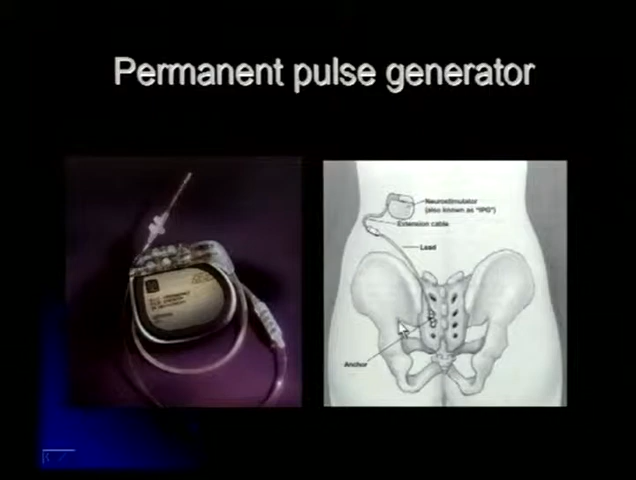 Permanent pulse generator
Neurostimulator
(also known as "IPG")
Extension cable
Lead
Anchor